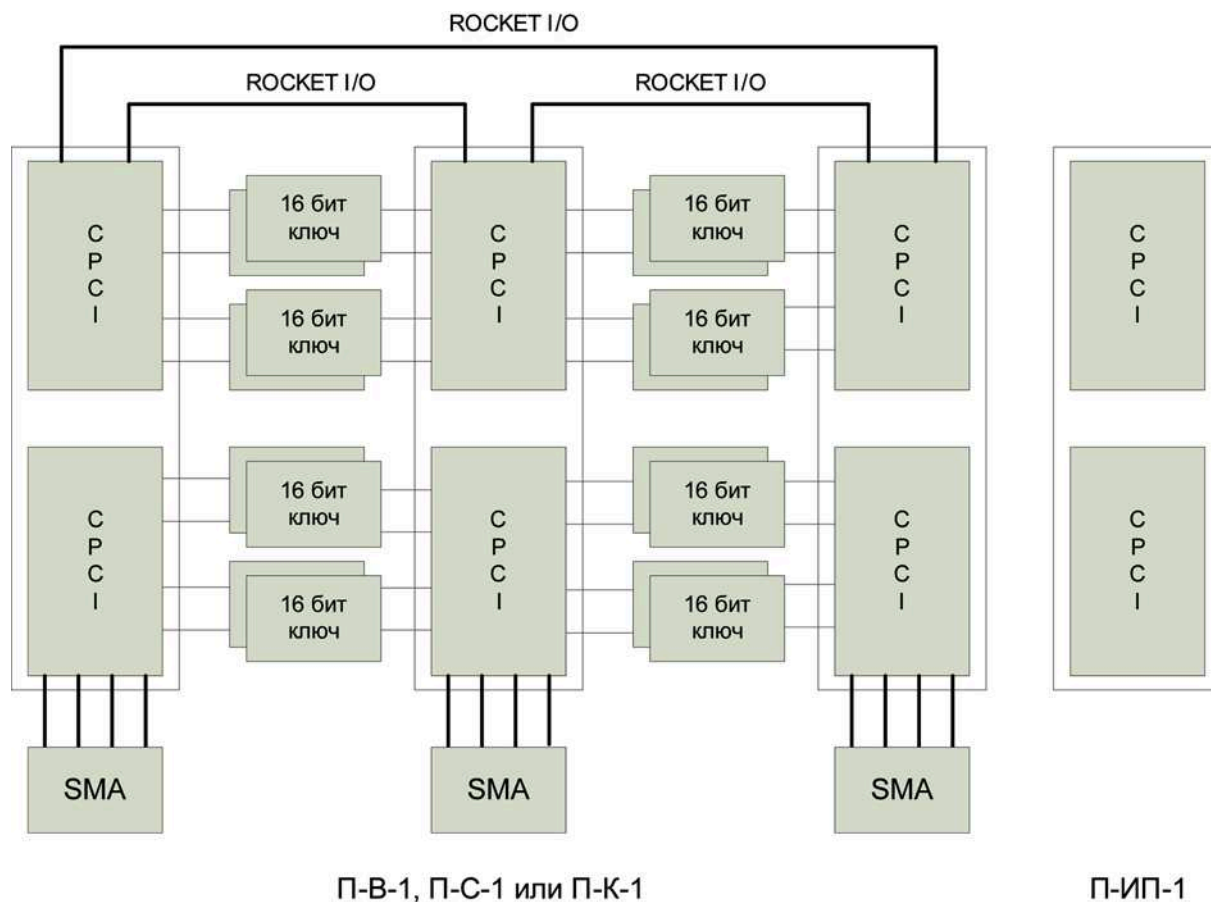 ROCKET I/O
ROCKET I/O
ROCKET I/O
C
P
C
I
16 бит
ключ
16 бит
ключ
C
P
C
I
16 бит
ключ
16 бит
ключ
C
P
C
I
C
P
C
I
C
P
C
I
16 бит
ключ
16 бит
ключ
C
P
C
I
16 бит
ключ
16 бит
ключ
C
P
C
I
C
P
C
I
SMA
SMA
SMA
П-В-1, П-С-1 или П-К-1
П-ИП-1